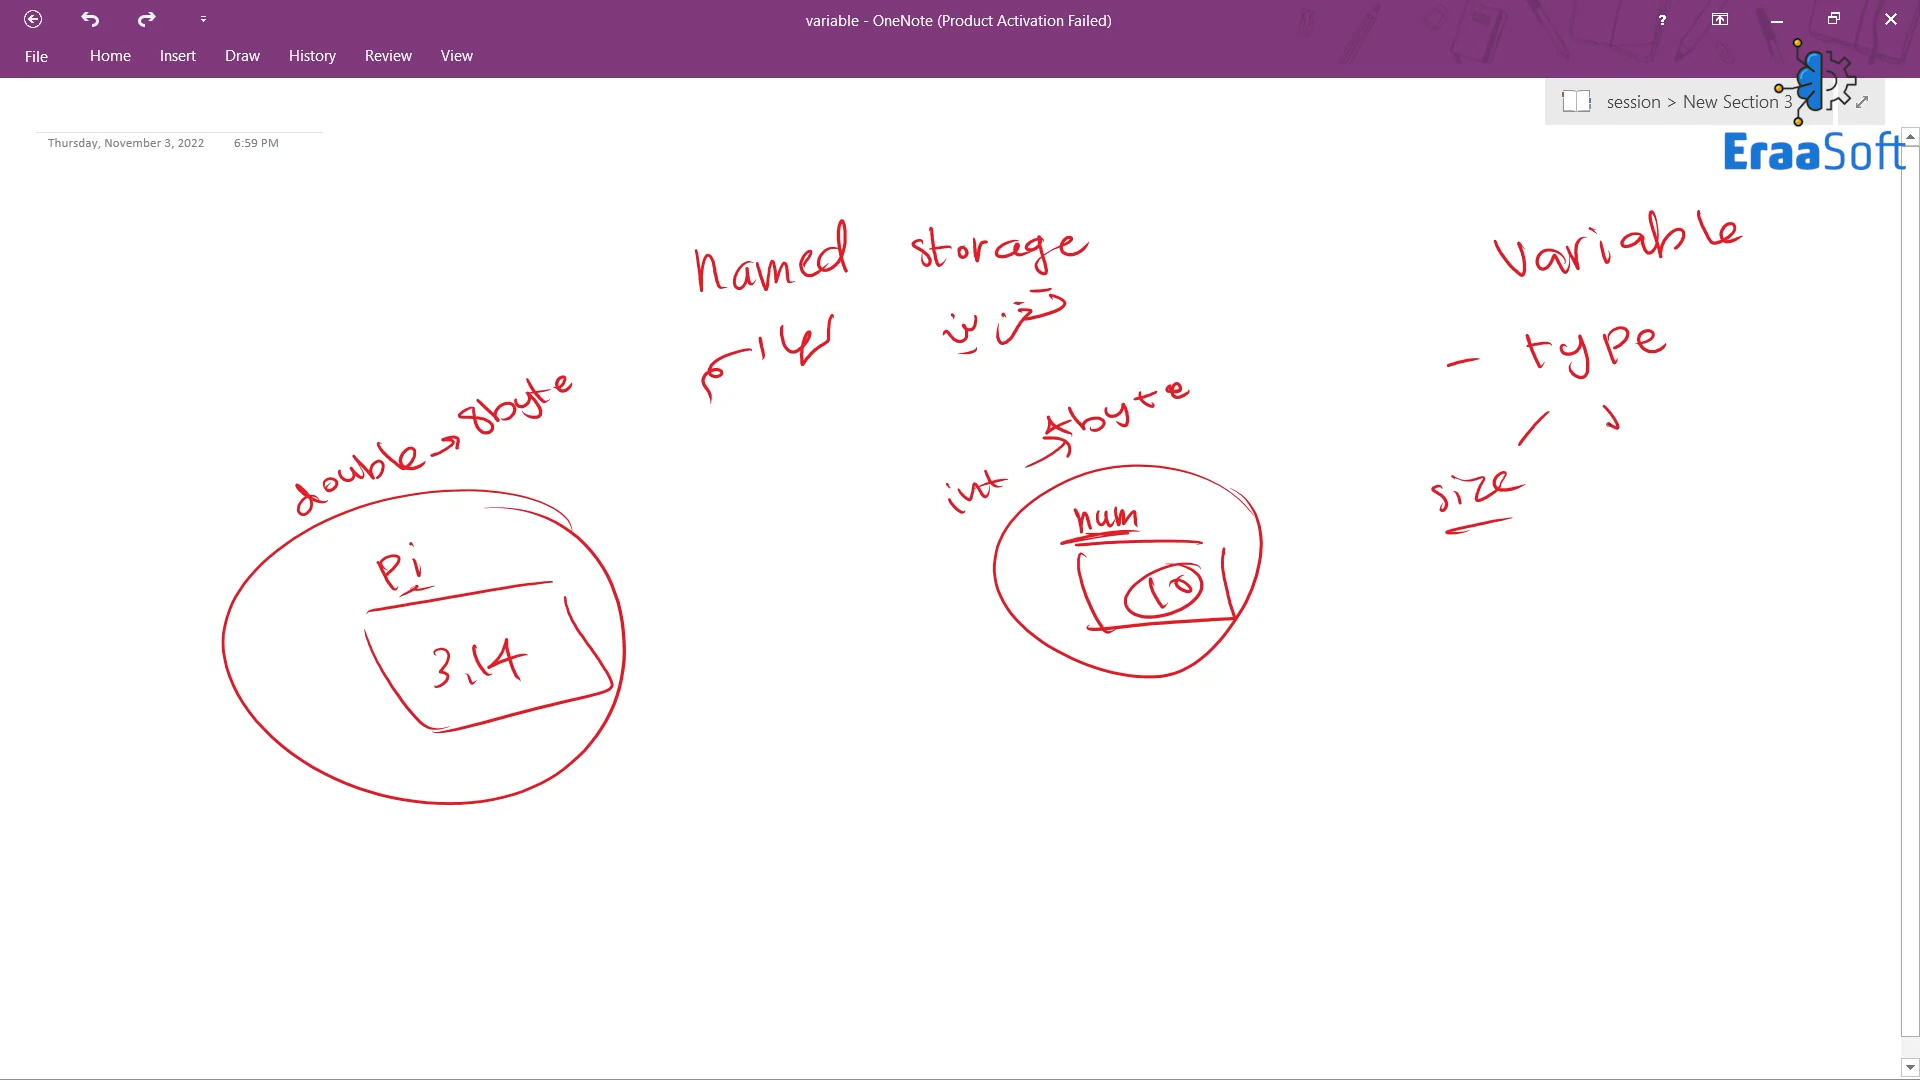 variable - OneNote (Product Activation Failed)
?
File Home Insert Draw History Review View
session > New Section 3
EraaSoft
Thursday, November 3, 2022 6:59 PM
Named storage
Variable
لها اسم
تخزين
- type
double → 8byte
int → 4byte
size
num
10
Pi
3.14